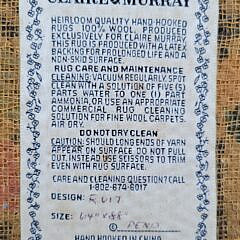 CLAIRE MURRAY
HEIRLOOM QUALITY HAND HOOKED
RUG 100% WOOL. PRODUCED
EXCLUSIVELY FOR CLAIRE MURRAY
THIS RUG IS PRODUCED WITH A LATEX
BACKING FOR PROLONGED LIFE AND A
NON-SKID SURFACE.
RUG CARE AND MAINTENANCE
CLEANING: VACUUM REGULARLY SPOT
CLEAN WITH A SOLUTION OF FIVE (5)
PARTS WATER TO ONE (1) PART
AMMONIA, OR USE AN APPROPRIATE
COMMERCIAL RUG CLEANING
SOLUTION FOR FINE WOOL CARPETS.
AIR DRY.
DO NOT DRY CLEAN
CAUTION: SHOULD LONG ENDS OF YARN
APPEAR ON SURFACE DO NOT PULL
OUT. INSTEAD USE SCISSORS TO TRIM
EVEN WITH RUG SURFACE.
CARE AND CLEANING QUESTION? CALL
1-802-674-6017
DESIGN:
SIZE:
©
HAND HOOKED IN CHINA